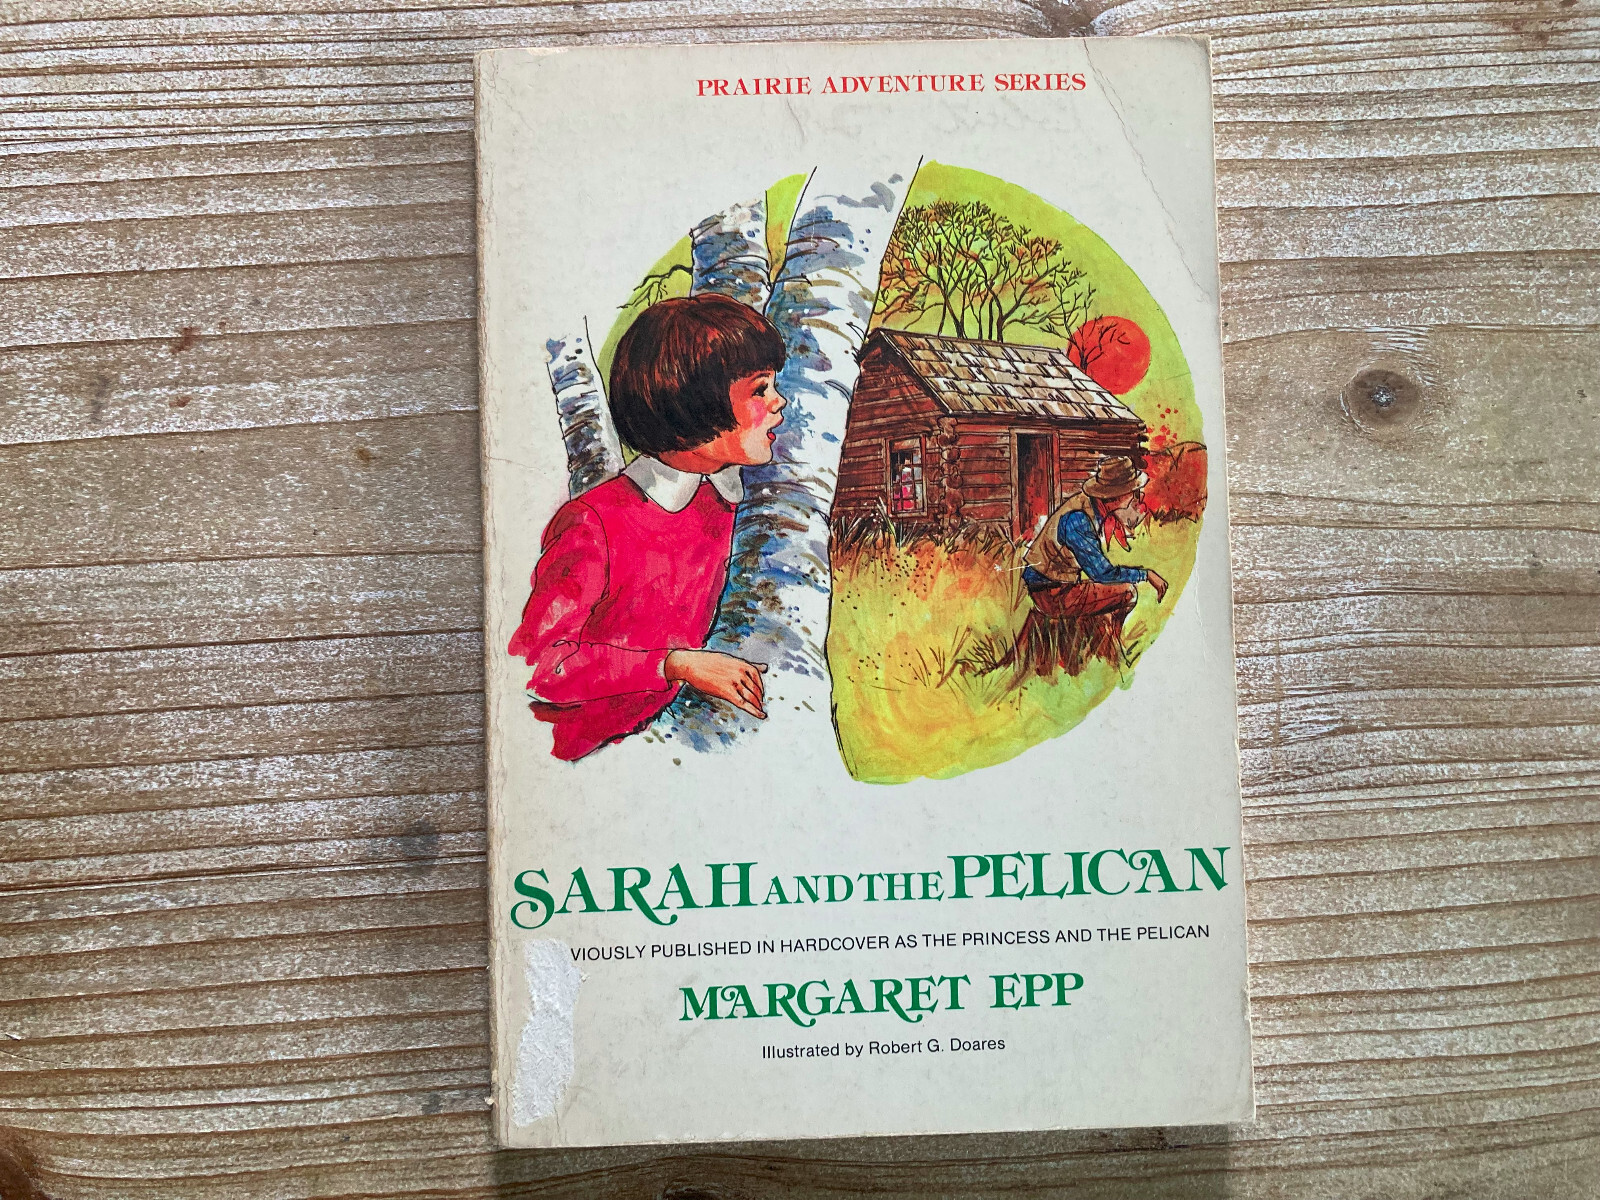 PRAIRIE ADVENTURE SERIES
SARAH AND THE PELICAN
VIOUSLY PUBLISHED IN HARDCOVER AS THE PRINCESS AND THE PELICAN
MARGARET EPP
Illustrated by Robert G. Doares